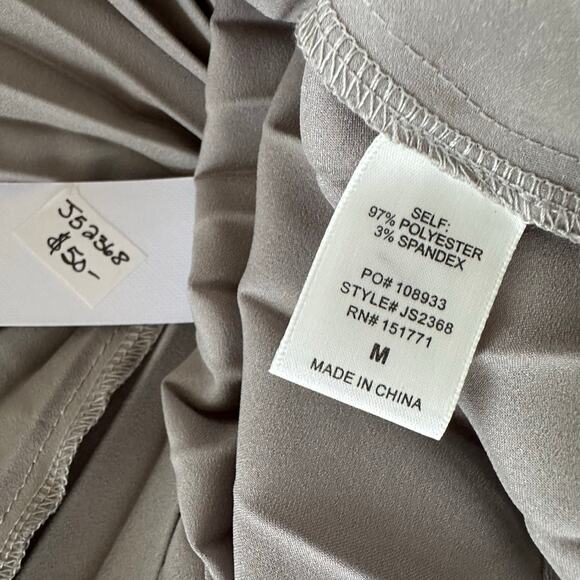 JS2368
$50-
SELF:
97% POLYESTER
3% SPANDEX
PO# 108933
STYLE# JS2368
RN# 151771
M
MADE IN CHINA